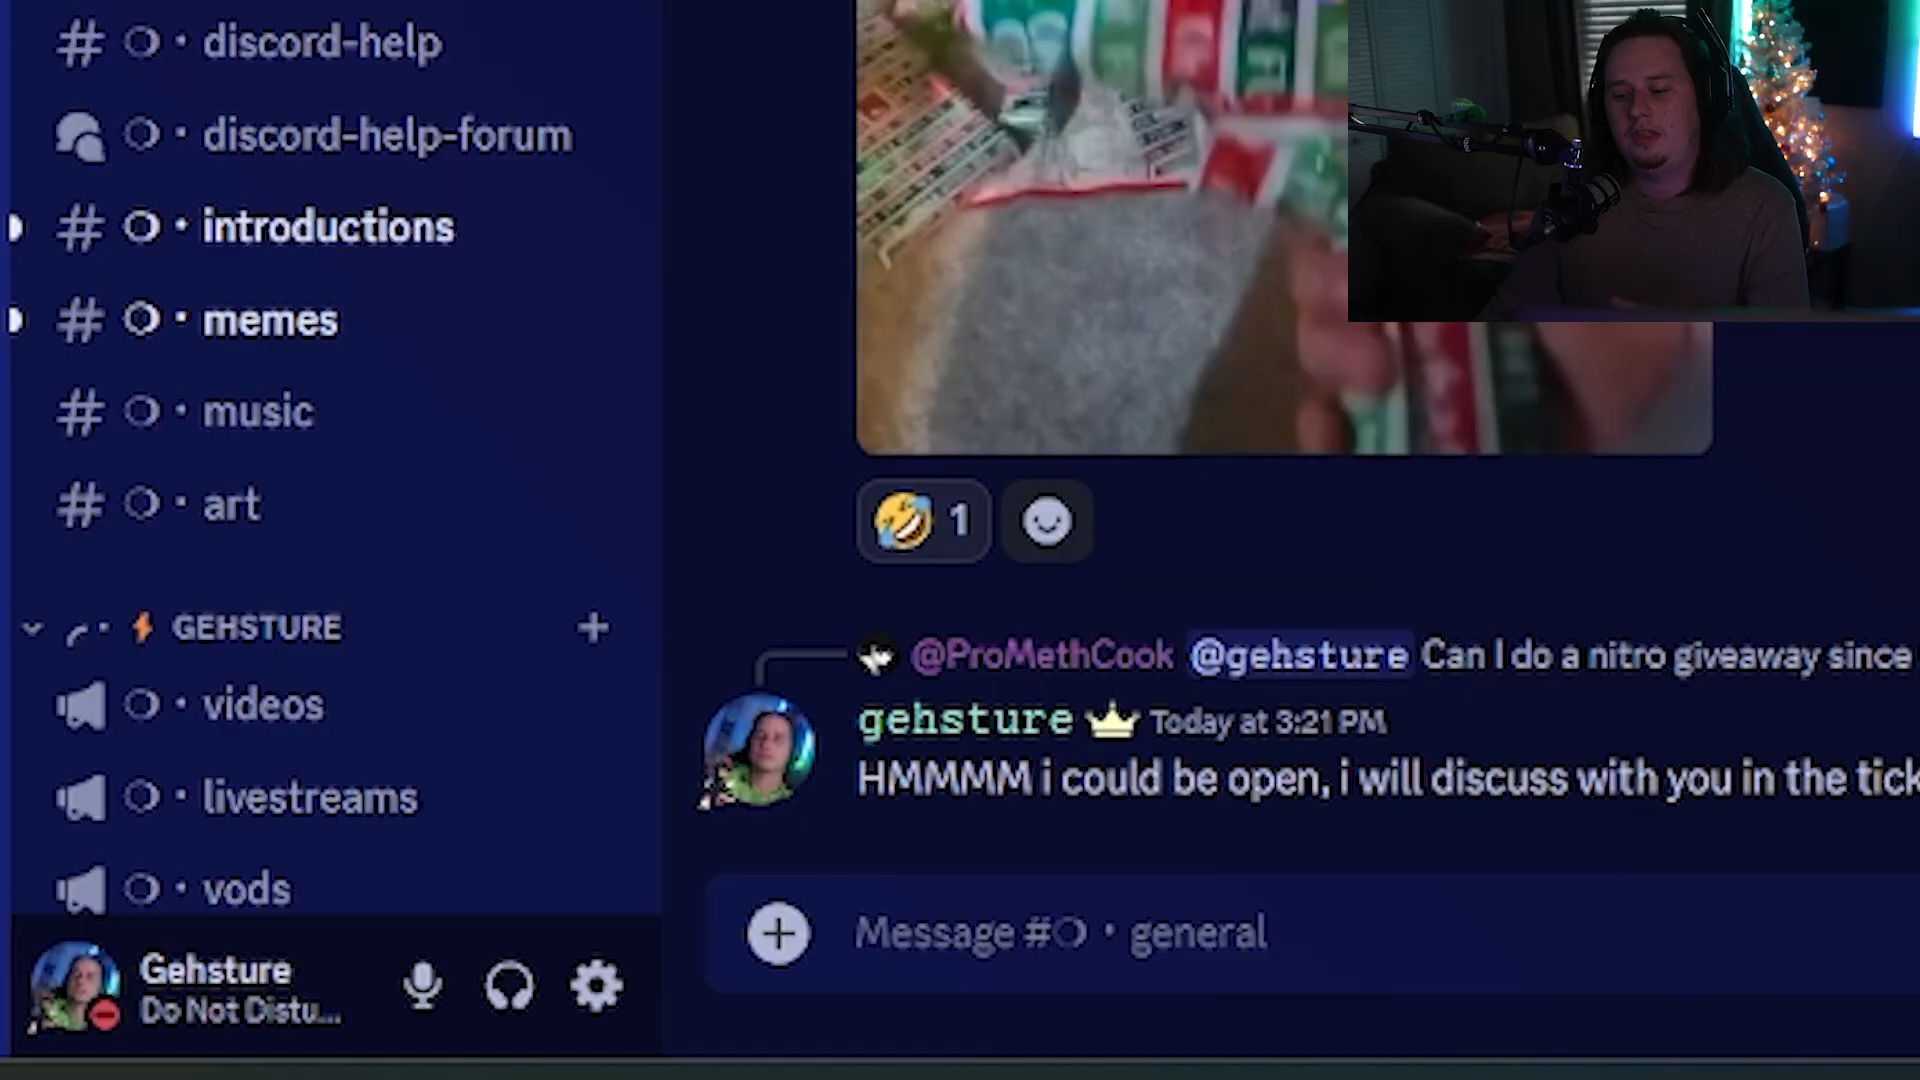 discord-help
discord-help-forum
introductions
memes
music
art
GEHSTURE
videos
livestreams
vods
Gehsture
Do Not Distu...
1
@ProMethCook @gehsture Can I do a nitro giveaway since
gehsture Today at 3:21 PM
HMMMM i could be open, i will discuss with you in the tick
Message # • general